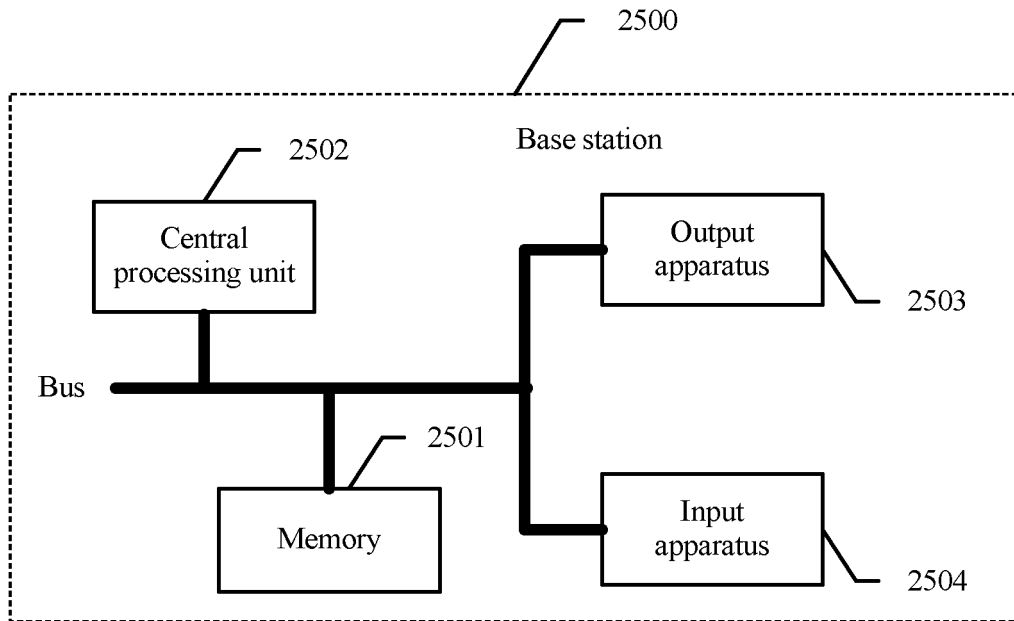 2500
Base station
2502
Central
processing unit
Output
apparatus
2503
Bus
2501
Memory
Input
apparatus
2504